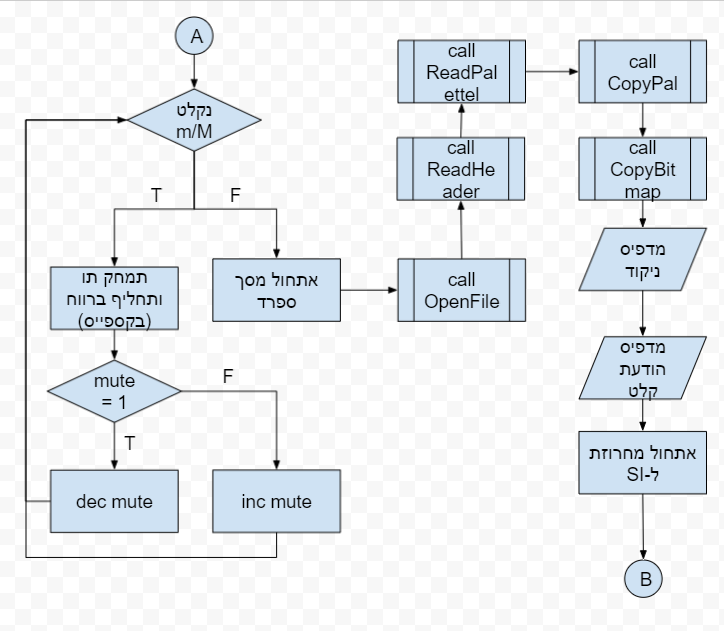 A
נקלט
m/M
T
F
תמחק תו
ותחליף ברווח
(בקספייס)
mute
= 1
F
T
dec mute
inc mute
אתחול מסך
ספרד
call
OpenFile
call
ReadHe
ader
call
ReadPal
ettel
call
CopyPal
call
CopyBit
map
מדפיס
ניקוד
מדפיס
הודעת
קלט
אתחול מחרוזת
ל-SI
B